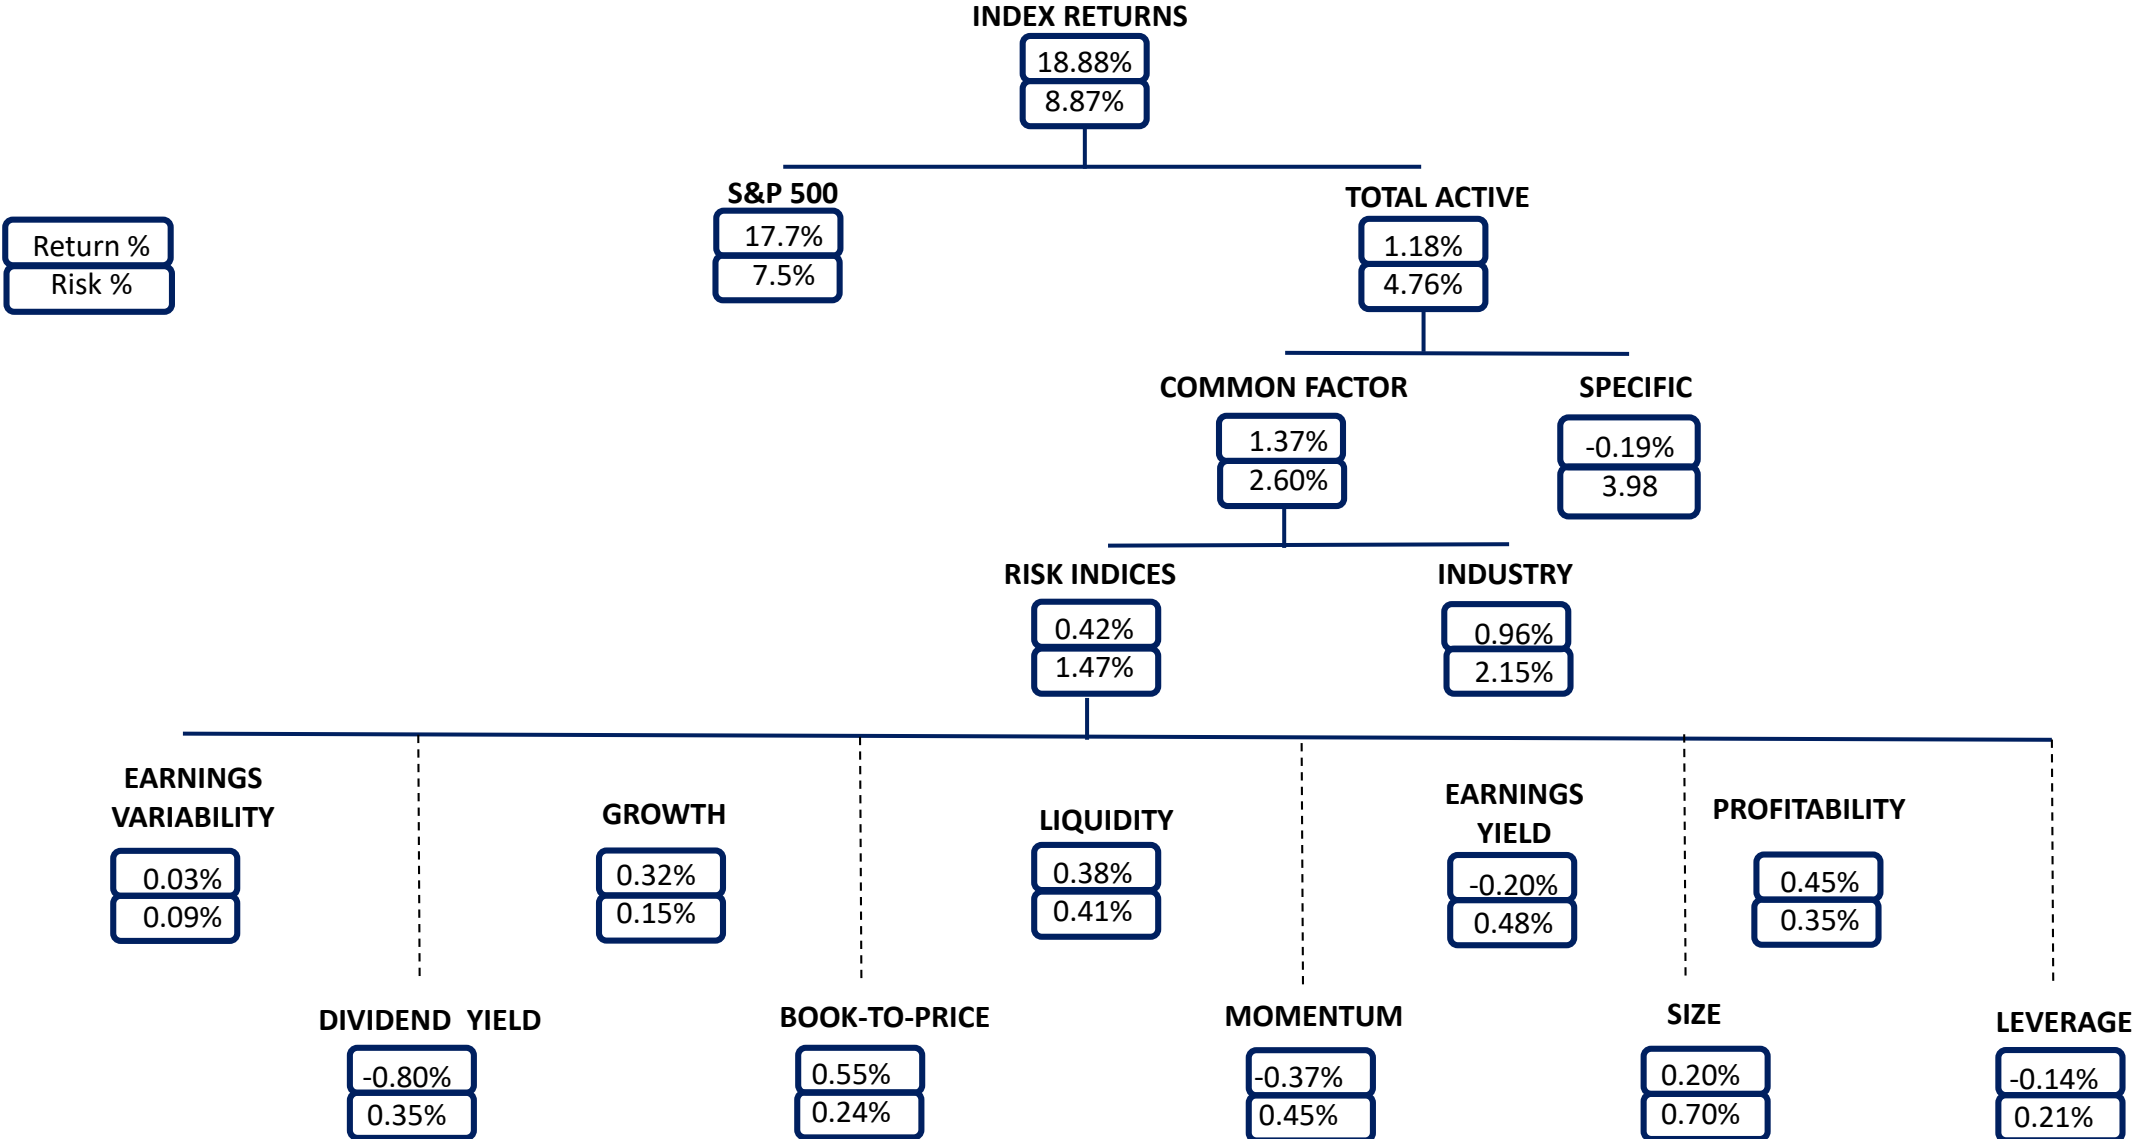 INDEX RETURNS
18.88%
8.87%
S&P 500
17.7%
7.5%
TOTAL ACTIVE
1.18%
4.76%
Return %
Risk %
COMMON FACTOR
1.37%
2.60%
SPECIFIC
-0.19%
3.98
RISK INDICES
0.42%
1.47%
INDUSTRY
0.96%
2.15%
EARNINGS
VARIABILITY
0.03%
0.09%
GROWTH
0.32%
0.15%
LIQUIDITY
0.38%
0.41%
EARNINGS
YIELD
-0.20%
0.48%
PROFITABILITY
0.45%
0.35%
DIVIDEND YIELD
-0.80%
0.35%
BOOK-TO-PRICE
0.55%
0.24%
MOMENTUM
-0.37%
0.45%
SIZE
0.20%
0.70%
LEVERAGE
-0.14%
0.21%